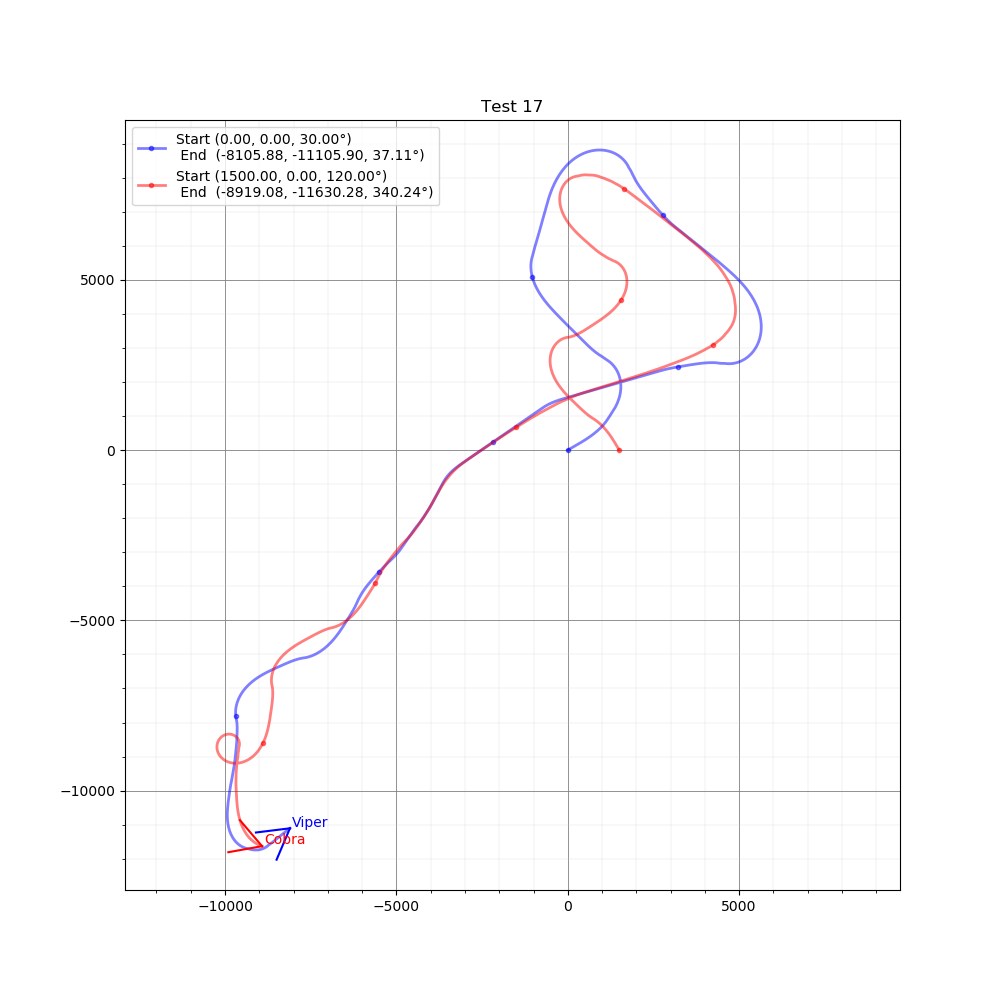 Test 17
Start (0.00, 0.00, 30.00°)
End (-8105.88, -11105.90, 37.11°)
Start (1500.00, 0.00, 120.00°)
End (-8919.08, -11630.28, 340.24°)
5000
0
−5000
−10000
Viper
Cobra
−10000
−5000
0
5000